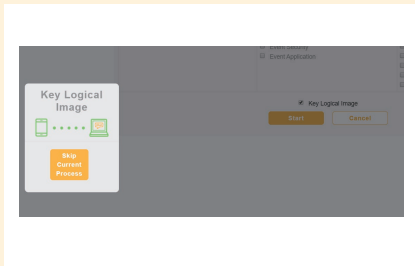 Event Application
Key Logical Image
Start
Cancel
Key Logical
Image
Skip
Current
Process